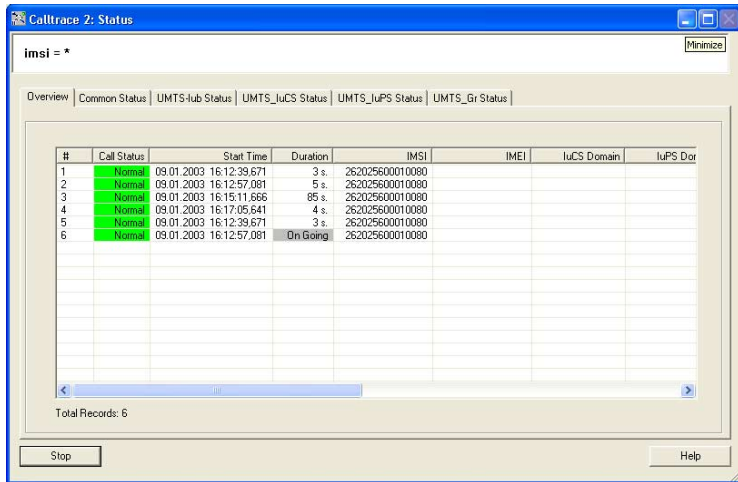 Calltrace 2: Status
Minimize
imsi = *
Overview Common Status UMTS-Iub Status UMTS_IuCS Status UMTS_IuPS Status UMTS_Gr Status
# Call Status Start Time Duration IMSI IMEI IuCS Domain IuPS Dor
1 Normal 09.01.2003 16:12:39,671 3 s. 262025600010080
2 Normal 09.01.2003 16:12:57,081 5 s. 262025600010080
3 Normal 09.01.2003 16:15:11,666 85 s. 262025600010080
4 Normal 09.01.2003 16:17:05,641 4 s. 262025600010080
5 Normal 09.01.2003 16:12:39,671 3 s. 262025600010080
6 Normal 09.01.2003 16:12:57,081 On Going 262025600010080
Total Records: 6
Stop Help